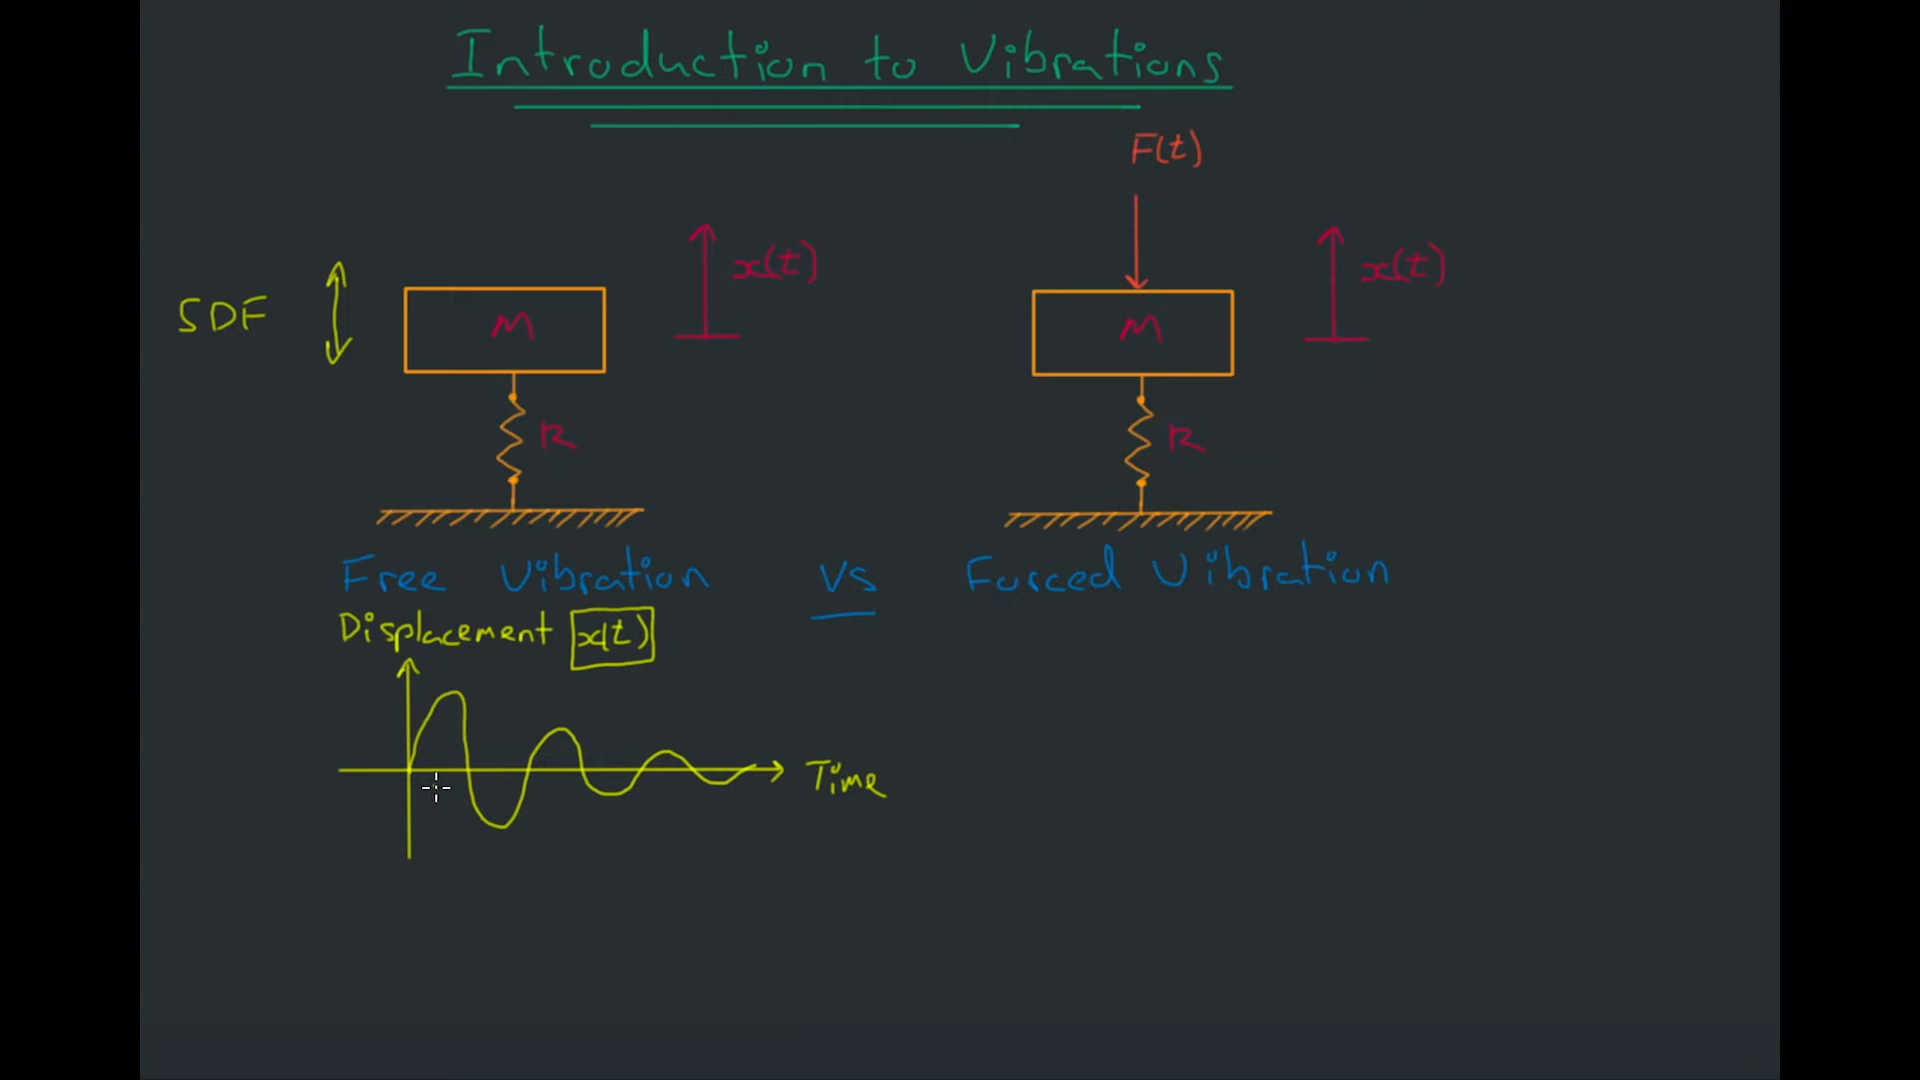 Introduction to Vibrations
F(t)
x(t)
x(t)
SDF
M
M
R
R
Free Vibration vs Forced Vibration
Displacement x(t)
Time